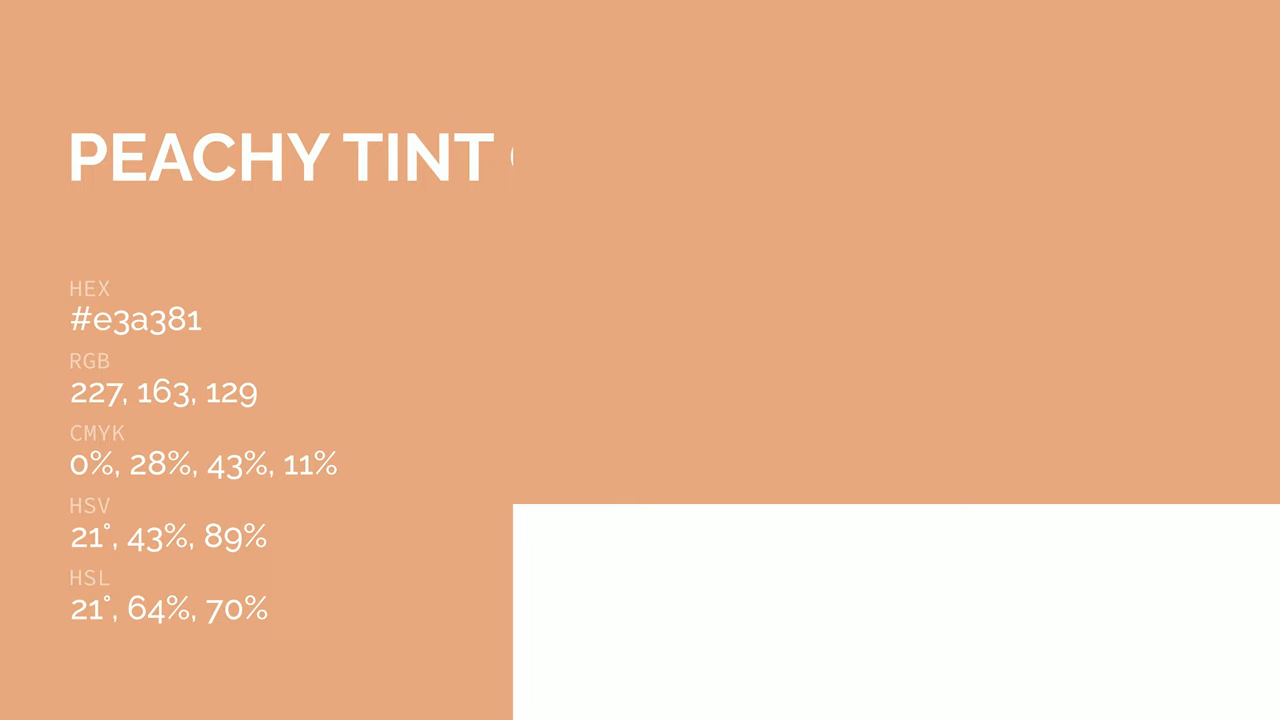 PEACHY TINT
HEX
#e3a381
RGB
227, 163, 129
CMYK
0%, 28%, 43%, 11%
HSV
21°, 43%, 89%
HSL
21°, 64%, 70%